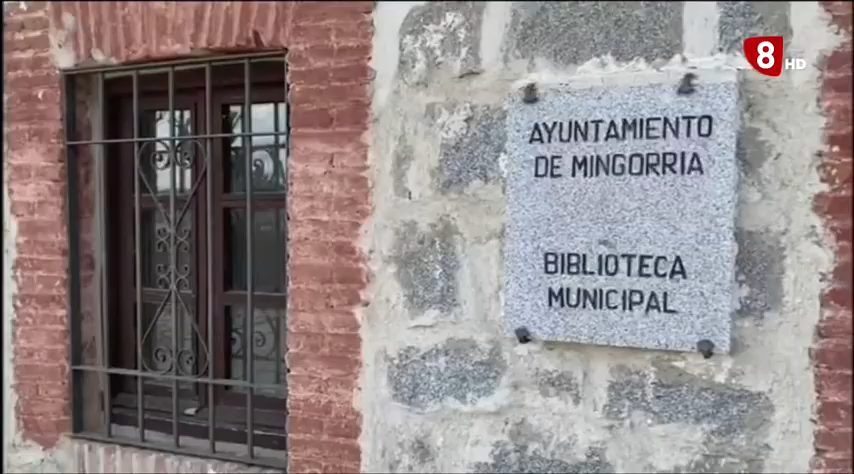 8 HD
AYUNTAMIENTO
DE MINGORRIA
BIBLIOTECA
MUNICIPAL